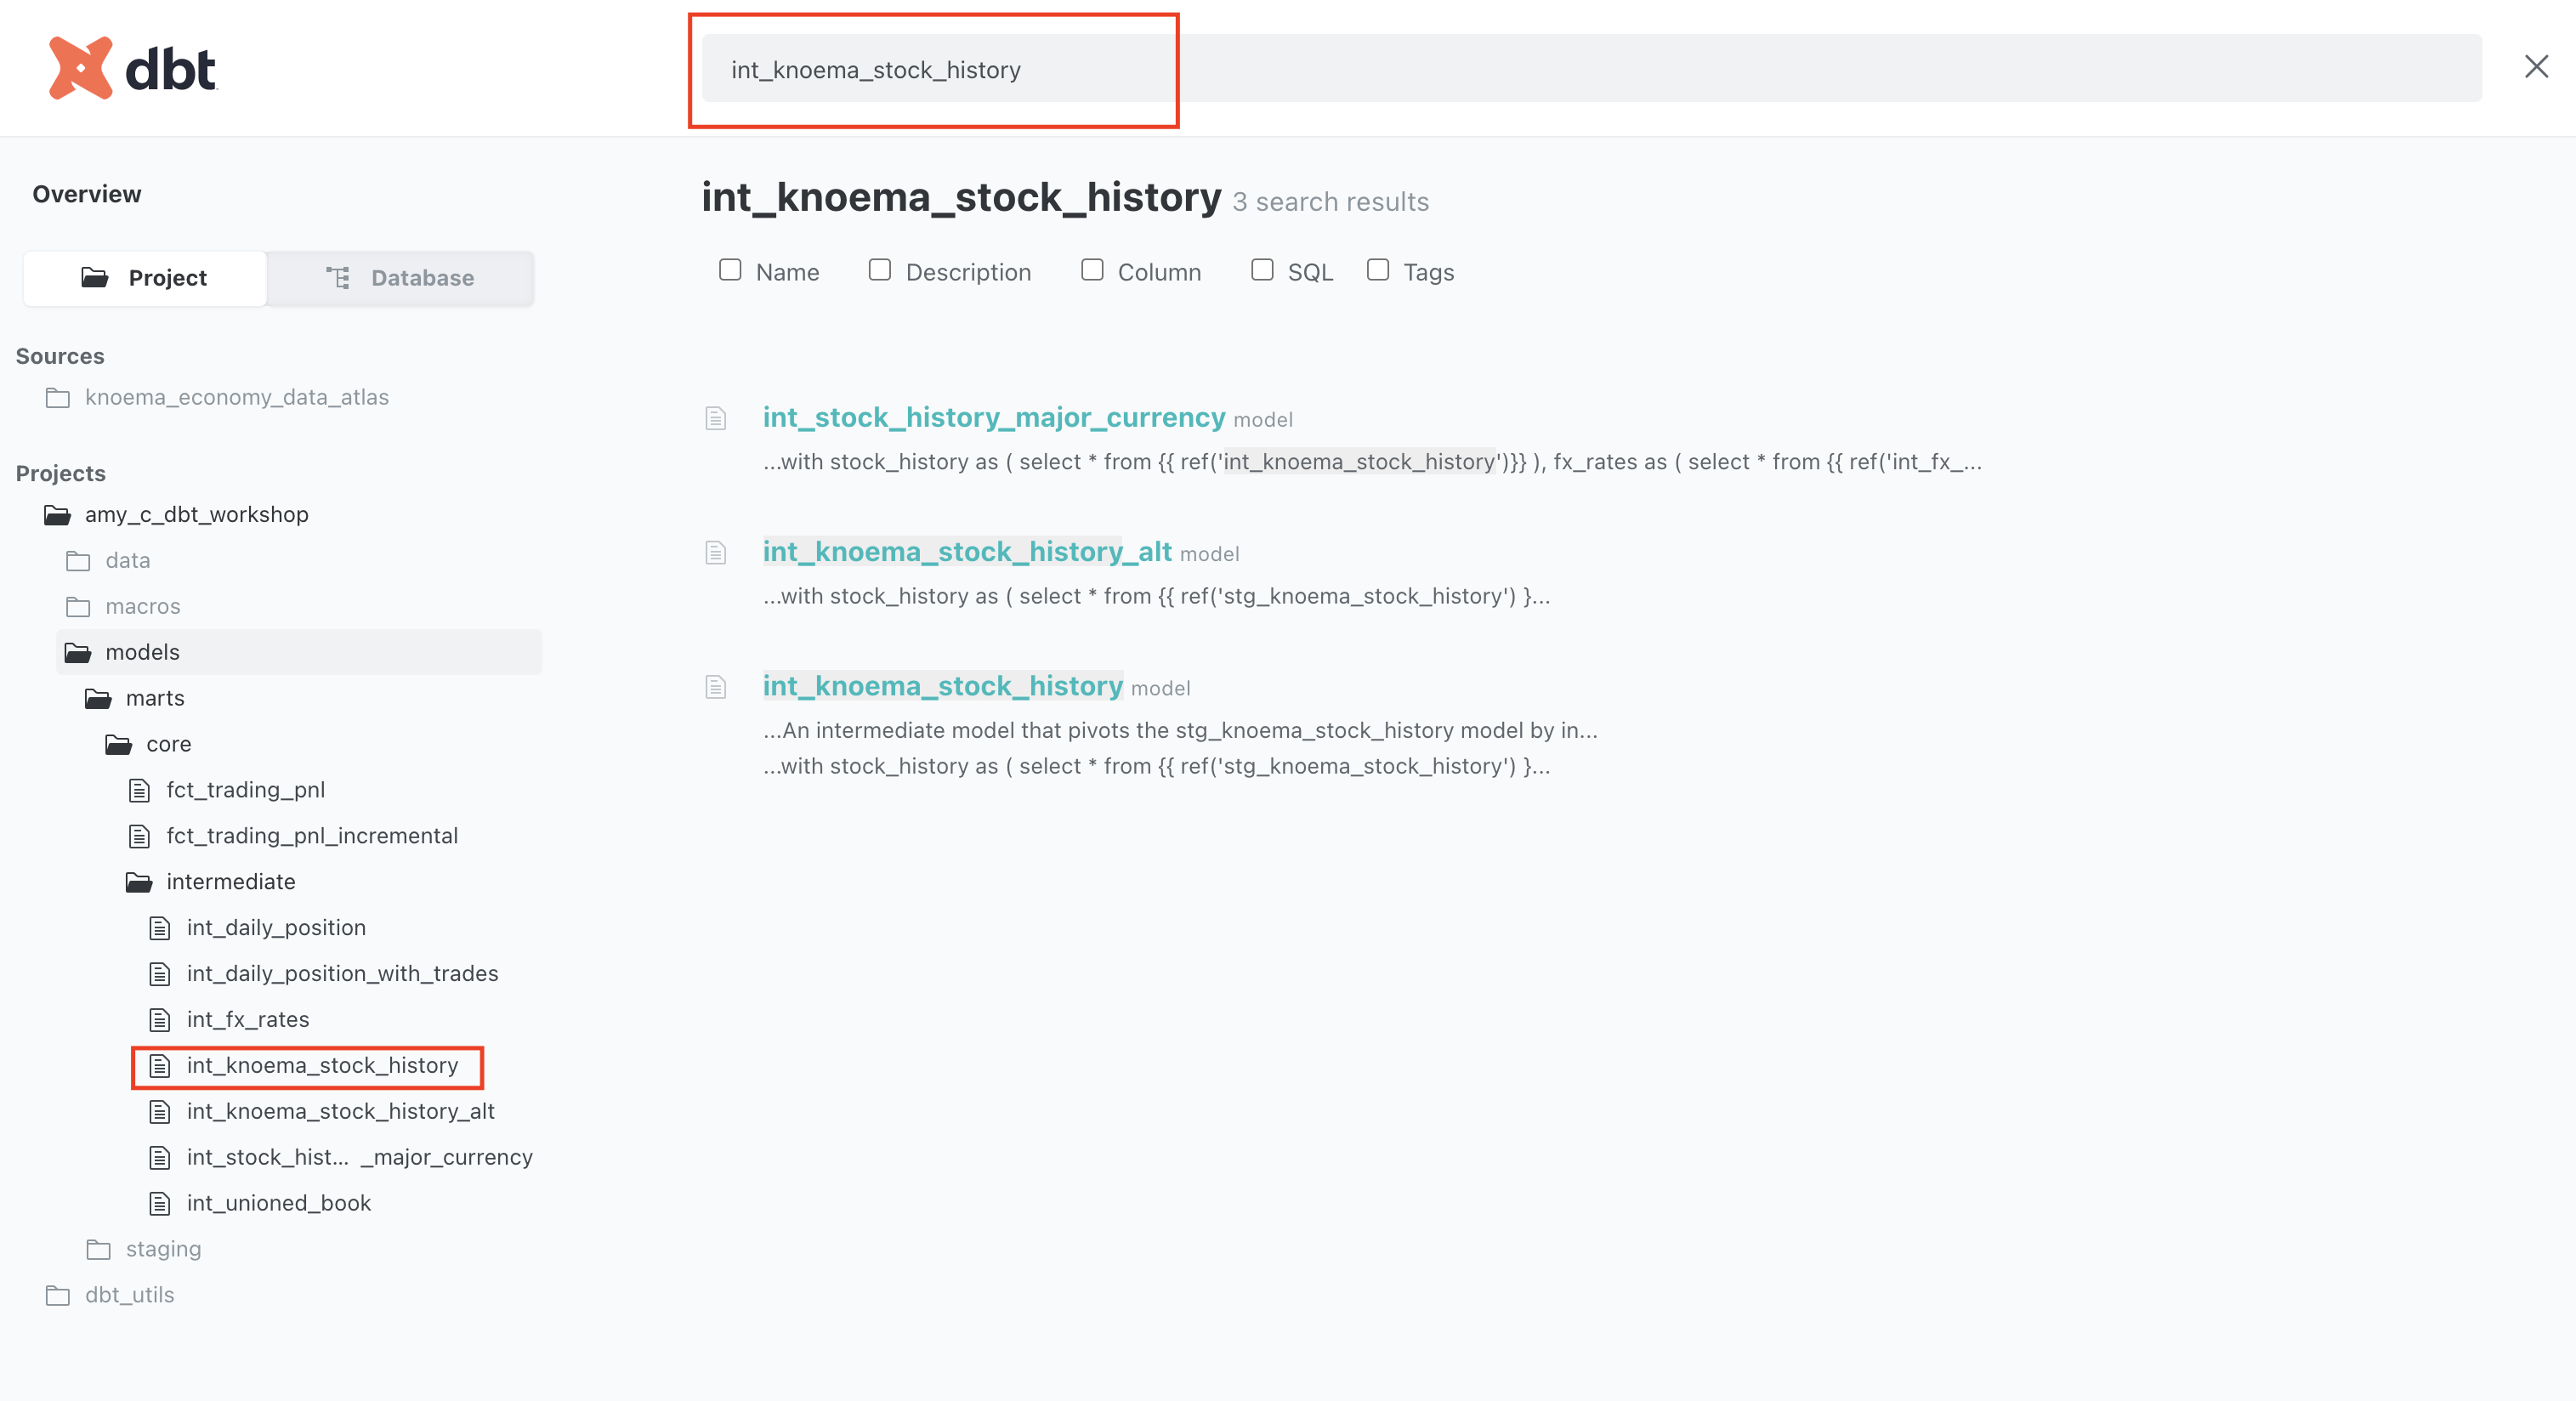 dbt
int_knoema_stock_history
Overview
Project
Database
Sources
knoema_economy_data_atlas
Projects
amy_c_dbt_workshop
data
macros
models
marts
core
fct_trading_pnl
fct_trading_pnl_incremental
intermediate
int_daily_position
int_daily_position_with_trades
int_fx_rates
int_knoema_stock_history
int_knoema_stock_history_alt
int_stock_hist... _major_currency
int_unioned_book
staging
dbt_utils
int_knoema_stock_history 3 search results
Name Description Column SQL Tags
int_stock_history_major_currency model
...with stock_history as ( select * from {{ ref('int_knoema_stock_history')}} ), fx_rates as ( select * from {{ ref('int_fx_...
int_knoema_stock_history_alt model
...with stock_history as ( select * from {{ ref('stg_knoema_stock_history') }...
int_knoema_stock_history model
...An intermediate model that pivots the stg_knoema_stock_history model by in...
...with stock_history as ( select * from {{ ref('stg_knoema_stock_history') }...